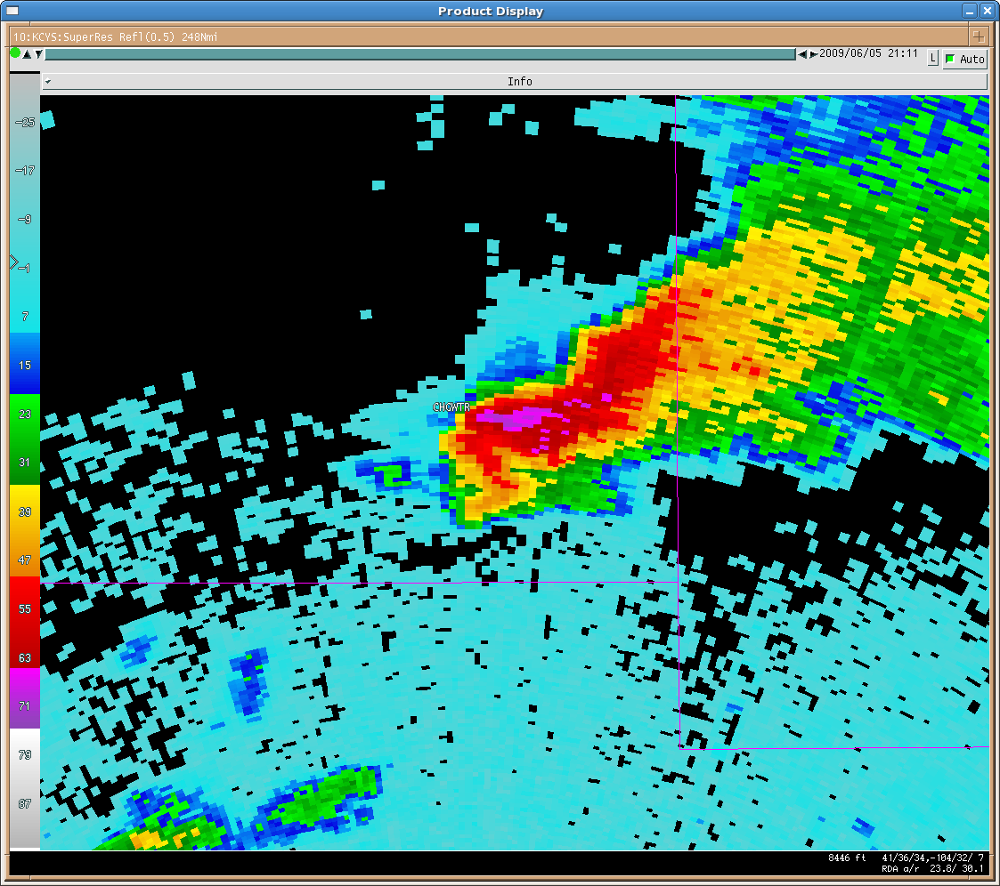 Product Display
10:KCYS:SuperRes Refl(0.5) 248Nmi
2009/06/05 21:11
L
Auto
Info
-25
-17
-9
-1
7
15
23
31
39
47
55
63
71
79
87
CHGWTR
8446 ft 41/36/34,-104/32/ 7
RDA a/r 23.8/ 30.1